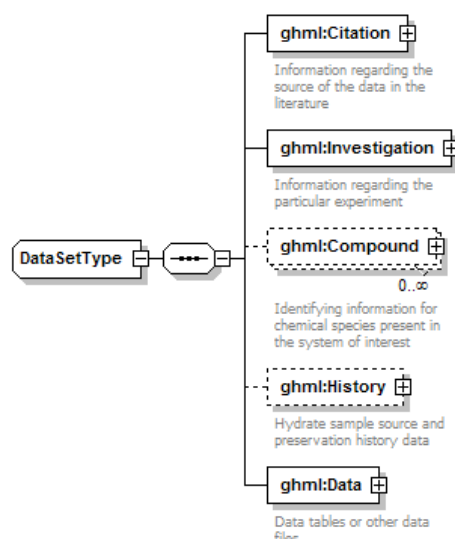 ghml:Citation
Information regarding the
source of the data in the
literature
ghml:Investigation
Information regarding the
particular experiment
DataSetType
ghml:Compound
0..∞
Identifying information for
chemical species present in
the system of interest
ghml:History
Hydrate sample source and
preservation history data
ghml:Data
Data tables or other data
files